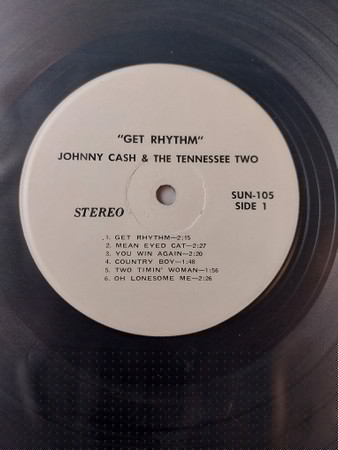 "GET RHYTHM"
JOHNNY CASH & THE TENNESSEE TWO
SUN-105
STEREO
SIDE 1
1. GET RHYTHM—2:15
2. MEAN EYED CAT—2:27
3. YOU WIN AGAIN—2:20
4. COUNTRY BOY—1:48
5. TWO TIMIN' WOMAN—1:56
6. OH LONESOME ME—2:26